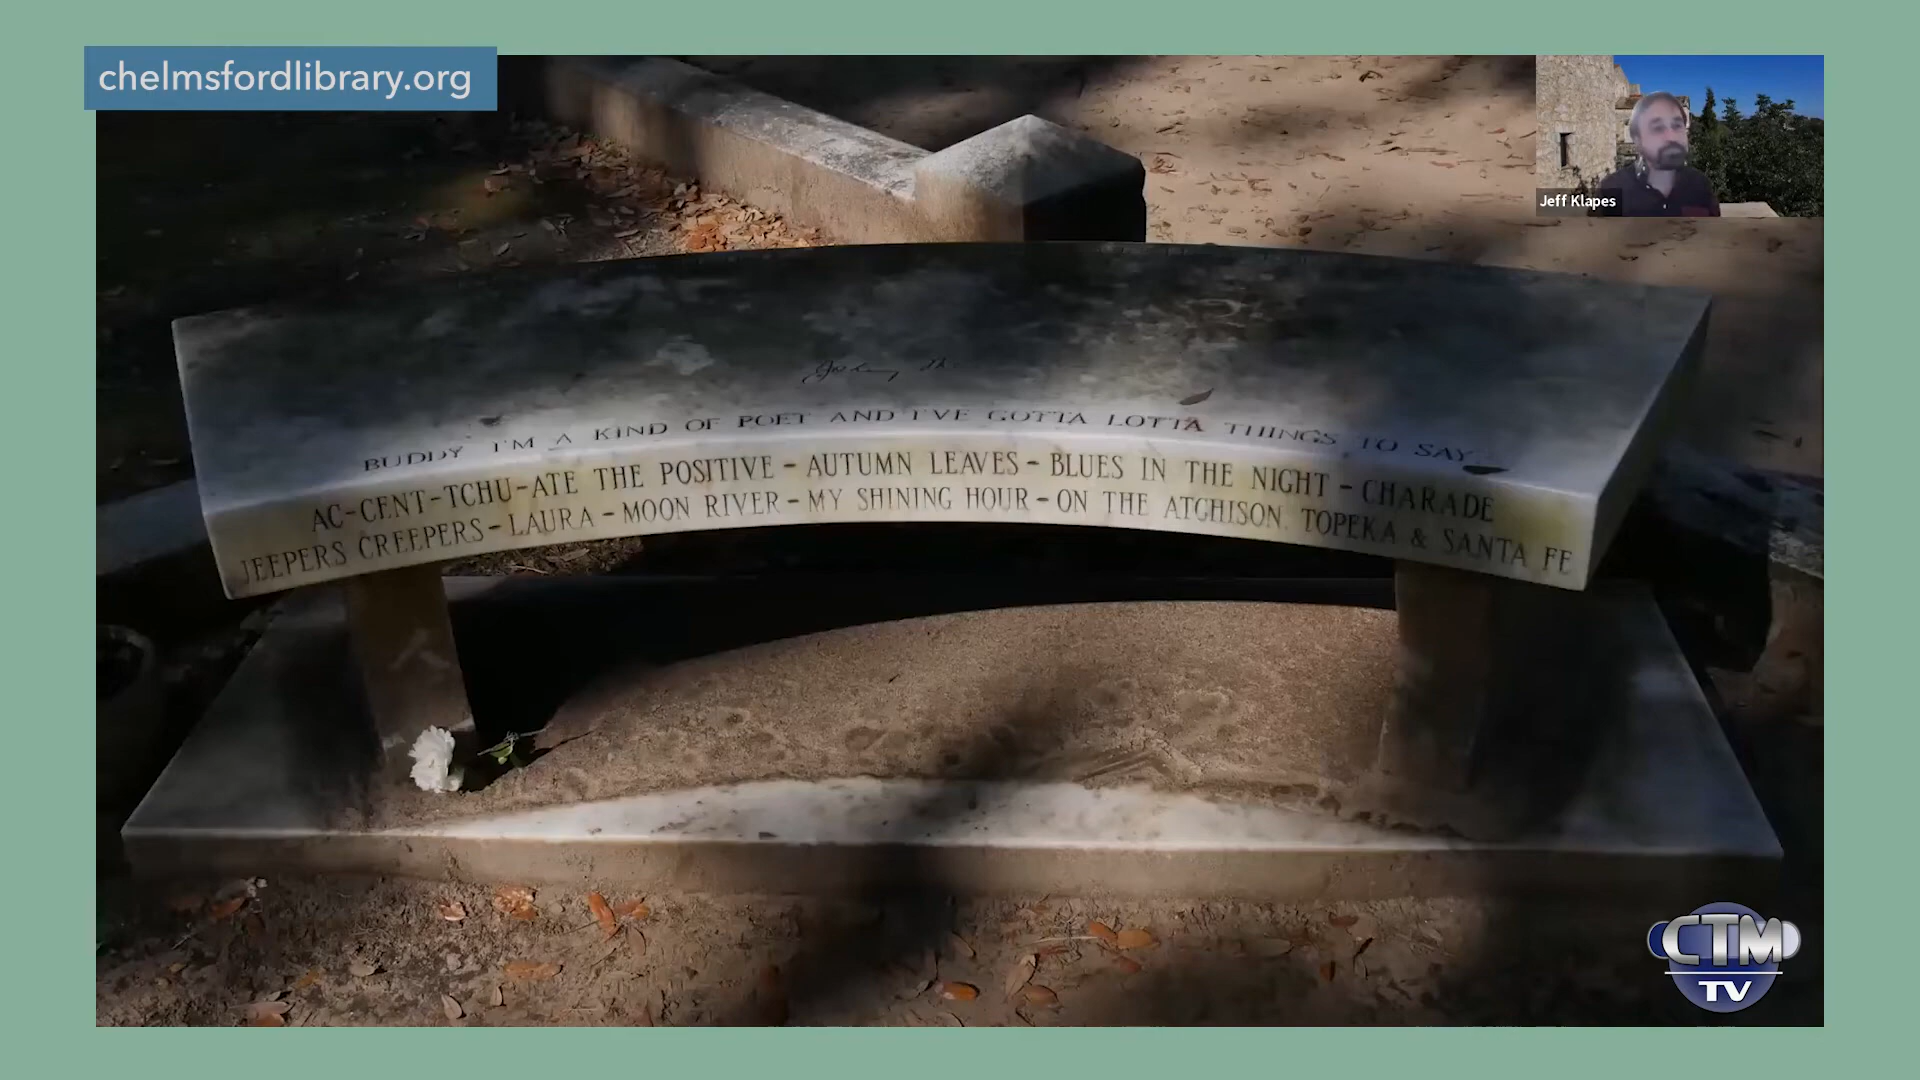 chelmsfordlibrary.org
Jeff Klapes
BUDDY I'M A KIND OF POET AND I'VE GOTTA LOTTA THINGS TO SAY
AC-CENT-TCHU-ATE THE POSITIVE – AUTUMN LEAVES – BLUES IN THE NIGHT – CHARADE
JEEPERS CREEPERS – LAURA – MOON RIVER – MY SHINING HOUR – ON THE ATCHISON, TOPEKA & SANTA FE
CTM
TV